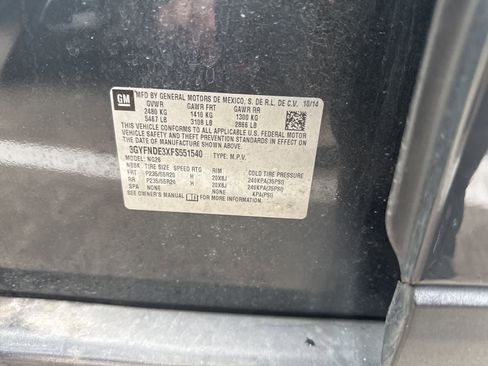 GM MFD BY GENERAL MOTORS DE MEXICO, S. DE R.L. DE C.V. 10/14
GVWR GAWR FRT GAWR RR
2480 KG 1410 KG 1300 KG
5467 LB 3108 LB 2866 LB
THIS VEHICLE CONFORMS TO ALL APPLICABLE U.S. FEDERAL MOTOR
VEHICLE SAFETY AND THEFT PREVENTION STANDARDS IN EFFECT ON THE
DATE OF MANUFACTURE SHOWN ABOVE.
3GYFNDE3XFS551540 TYPE: M.P.V.
MODEL: NG26
NSBK TIRE SIZE SPEED RTG RIM COLD TIRE PRESSURE
FRT P235/55R20 H 20X8J 240KPA(35PSI)
RR P235/55R20 H 20X8J 240KPA(35PSI)
SPA NONE NONE KPA(PSI)
SEE OWNER'S MANUAL FOR MORE INFORMATION.